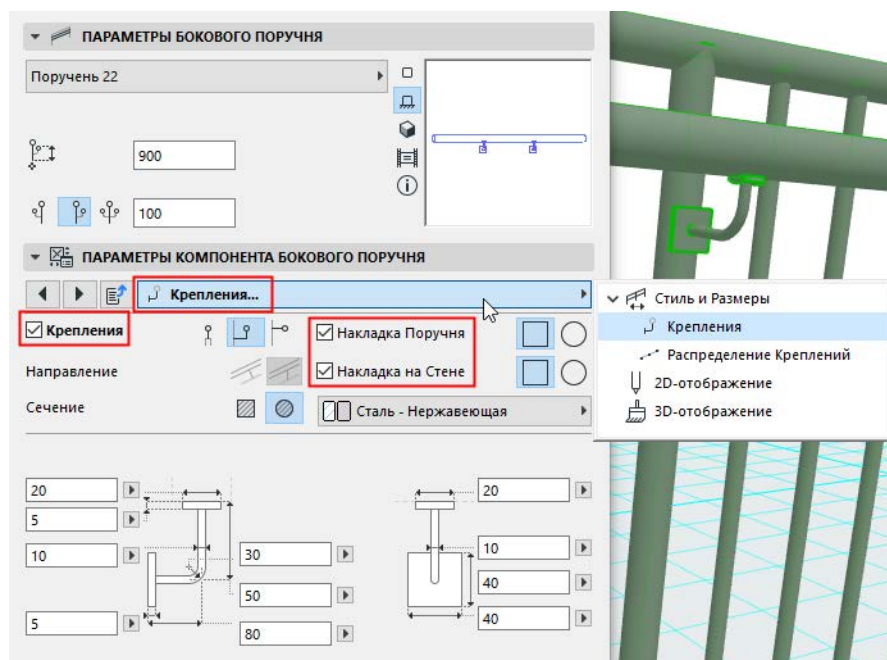 ПАРАМЕТРЫ БОКОВОГО ПОРУЧНЯ
Поручень 22
900
100
ПАРАМЕТРЫ КОМПОНЕНТА БОКОВОГО ПОРУЧНЯ
Крепления...
Крепления
Накладка Поручня
Направление
Накладка на Стене
Сечение
Сталь - Нержавеющая
Стиль и Размеры
Крепления
Распределение Креплений
2D-отображение
3D-отображение
20
5
10
5
30
50
80
20
10
40
40